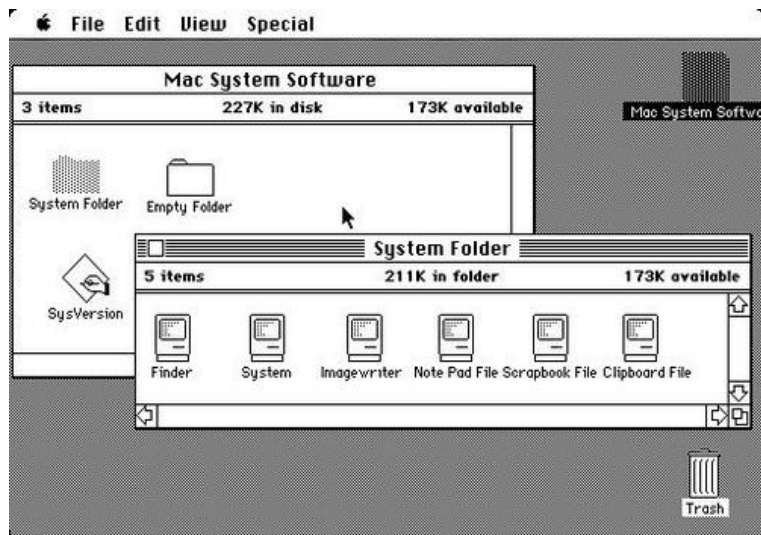 File Edit View Special
Mac System Software
3 items 227K in disk 173K available
Mac System Softwa
System Folder Empty Folder
SysVersion
System Folder
5 items 211K in folder 173K available
Finder System Imagewriter Note Pad File Scrapbook File Clipboard File
Trash